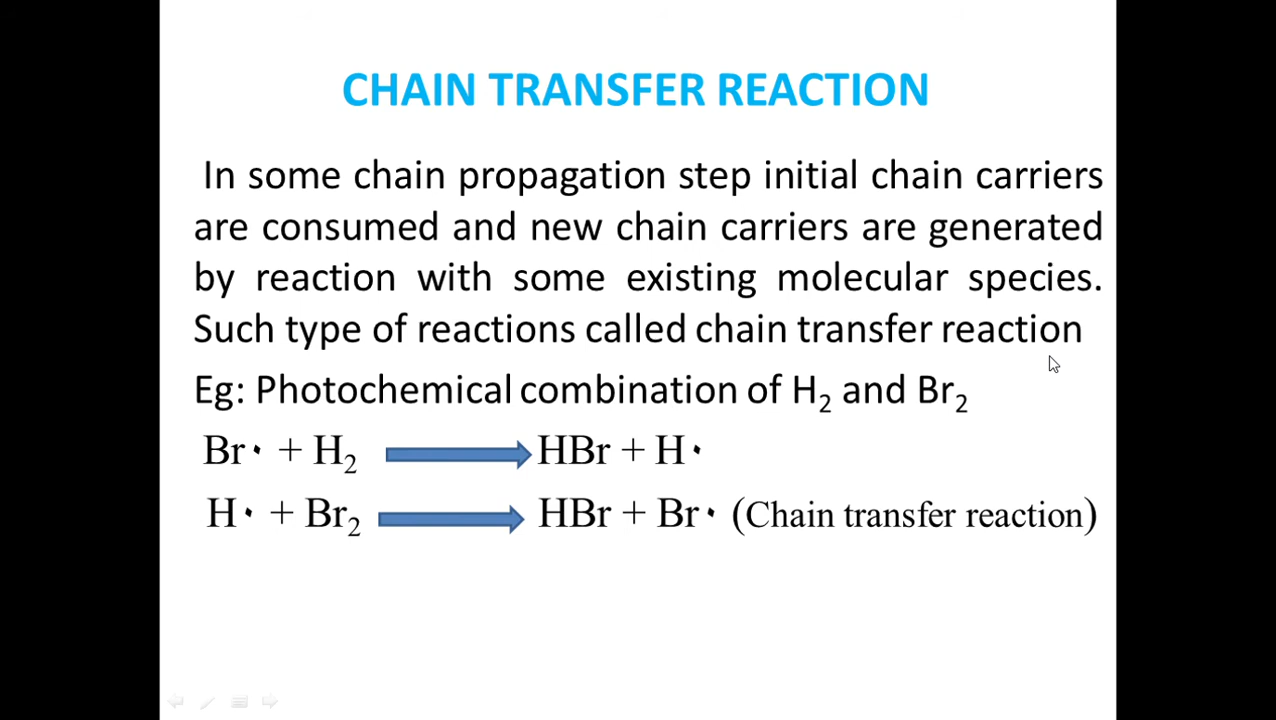 CHAIN TRANSFER REACTION
In some chain propagation step initial chain carriers
are consumed and new chain carriers are generated
by reaction with some existing molecular species.
Such type of reactions called chain transfer reaction
Eg: Photochemical combination of H₂ and Br₂
Br· + H₂ ➡ HBr + H·
H· + Br₂ ➡ HBr + Br· (Chain transfer reaction)